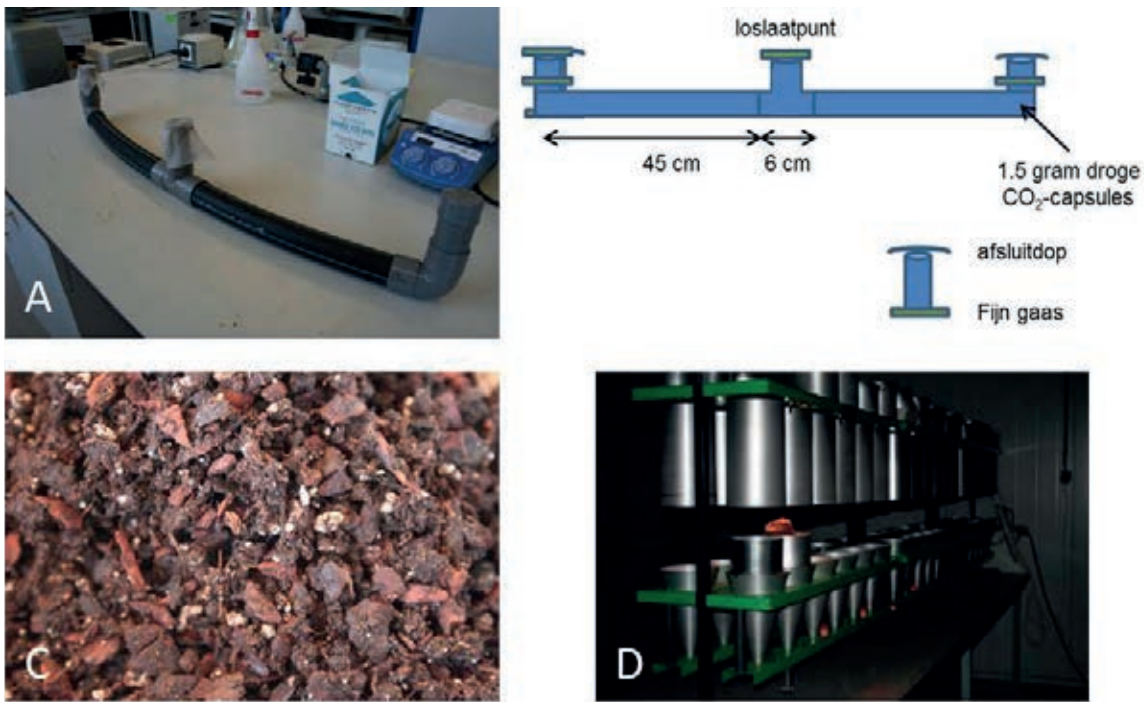 A
loslaatpunt
45 cm
6 cm
1.5 gram droge
CO₂-capsules
afsluitdop
Fijn gaas
C
D